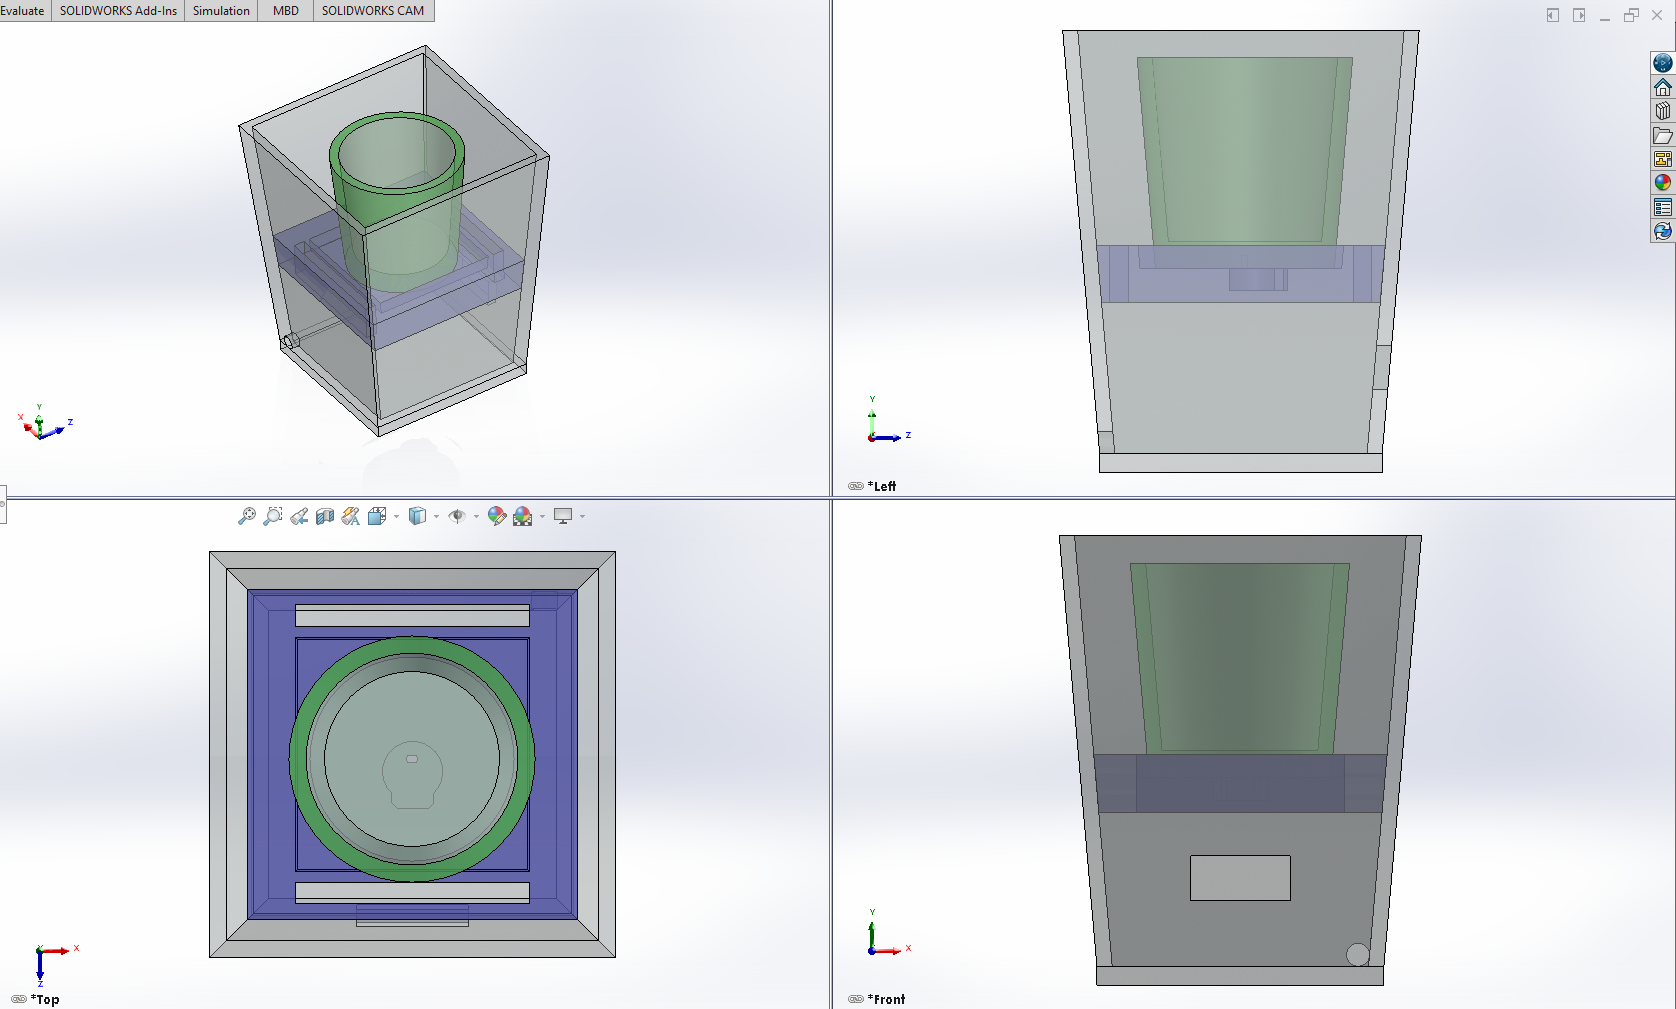 Evaluate
SOLIDWORKS Add-Ins
Simulation
MBD
SOLIDWORKS CAM
Y
X
Z
Y
Z
*Left
Y
X
Z
*Top
Y
X
*Front